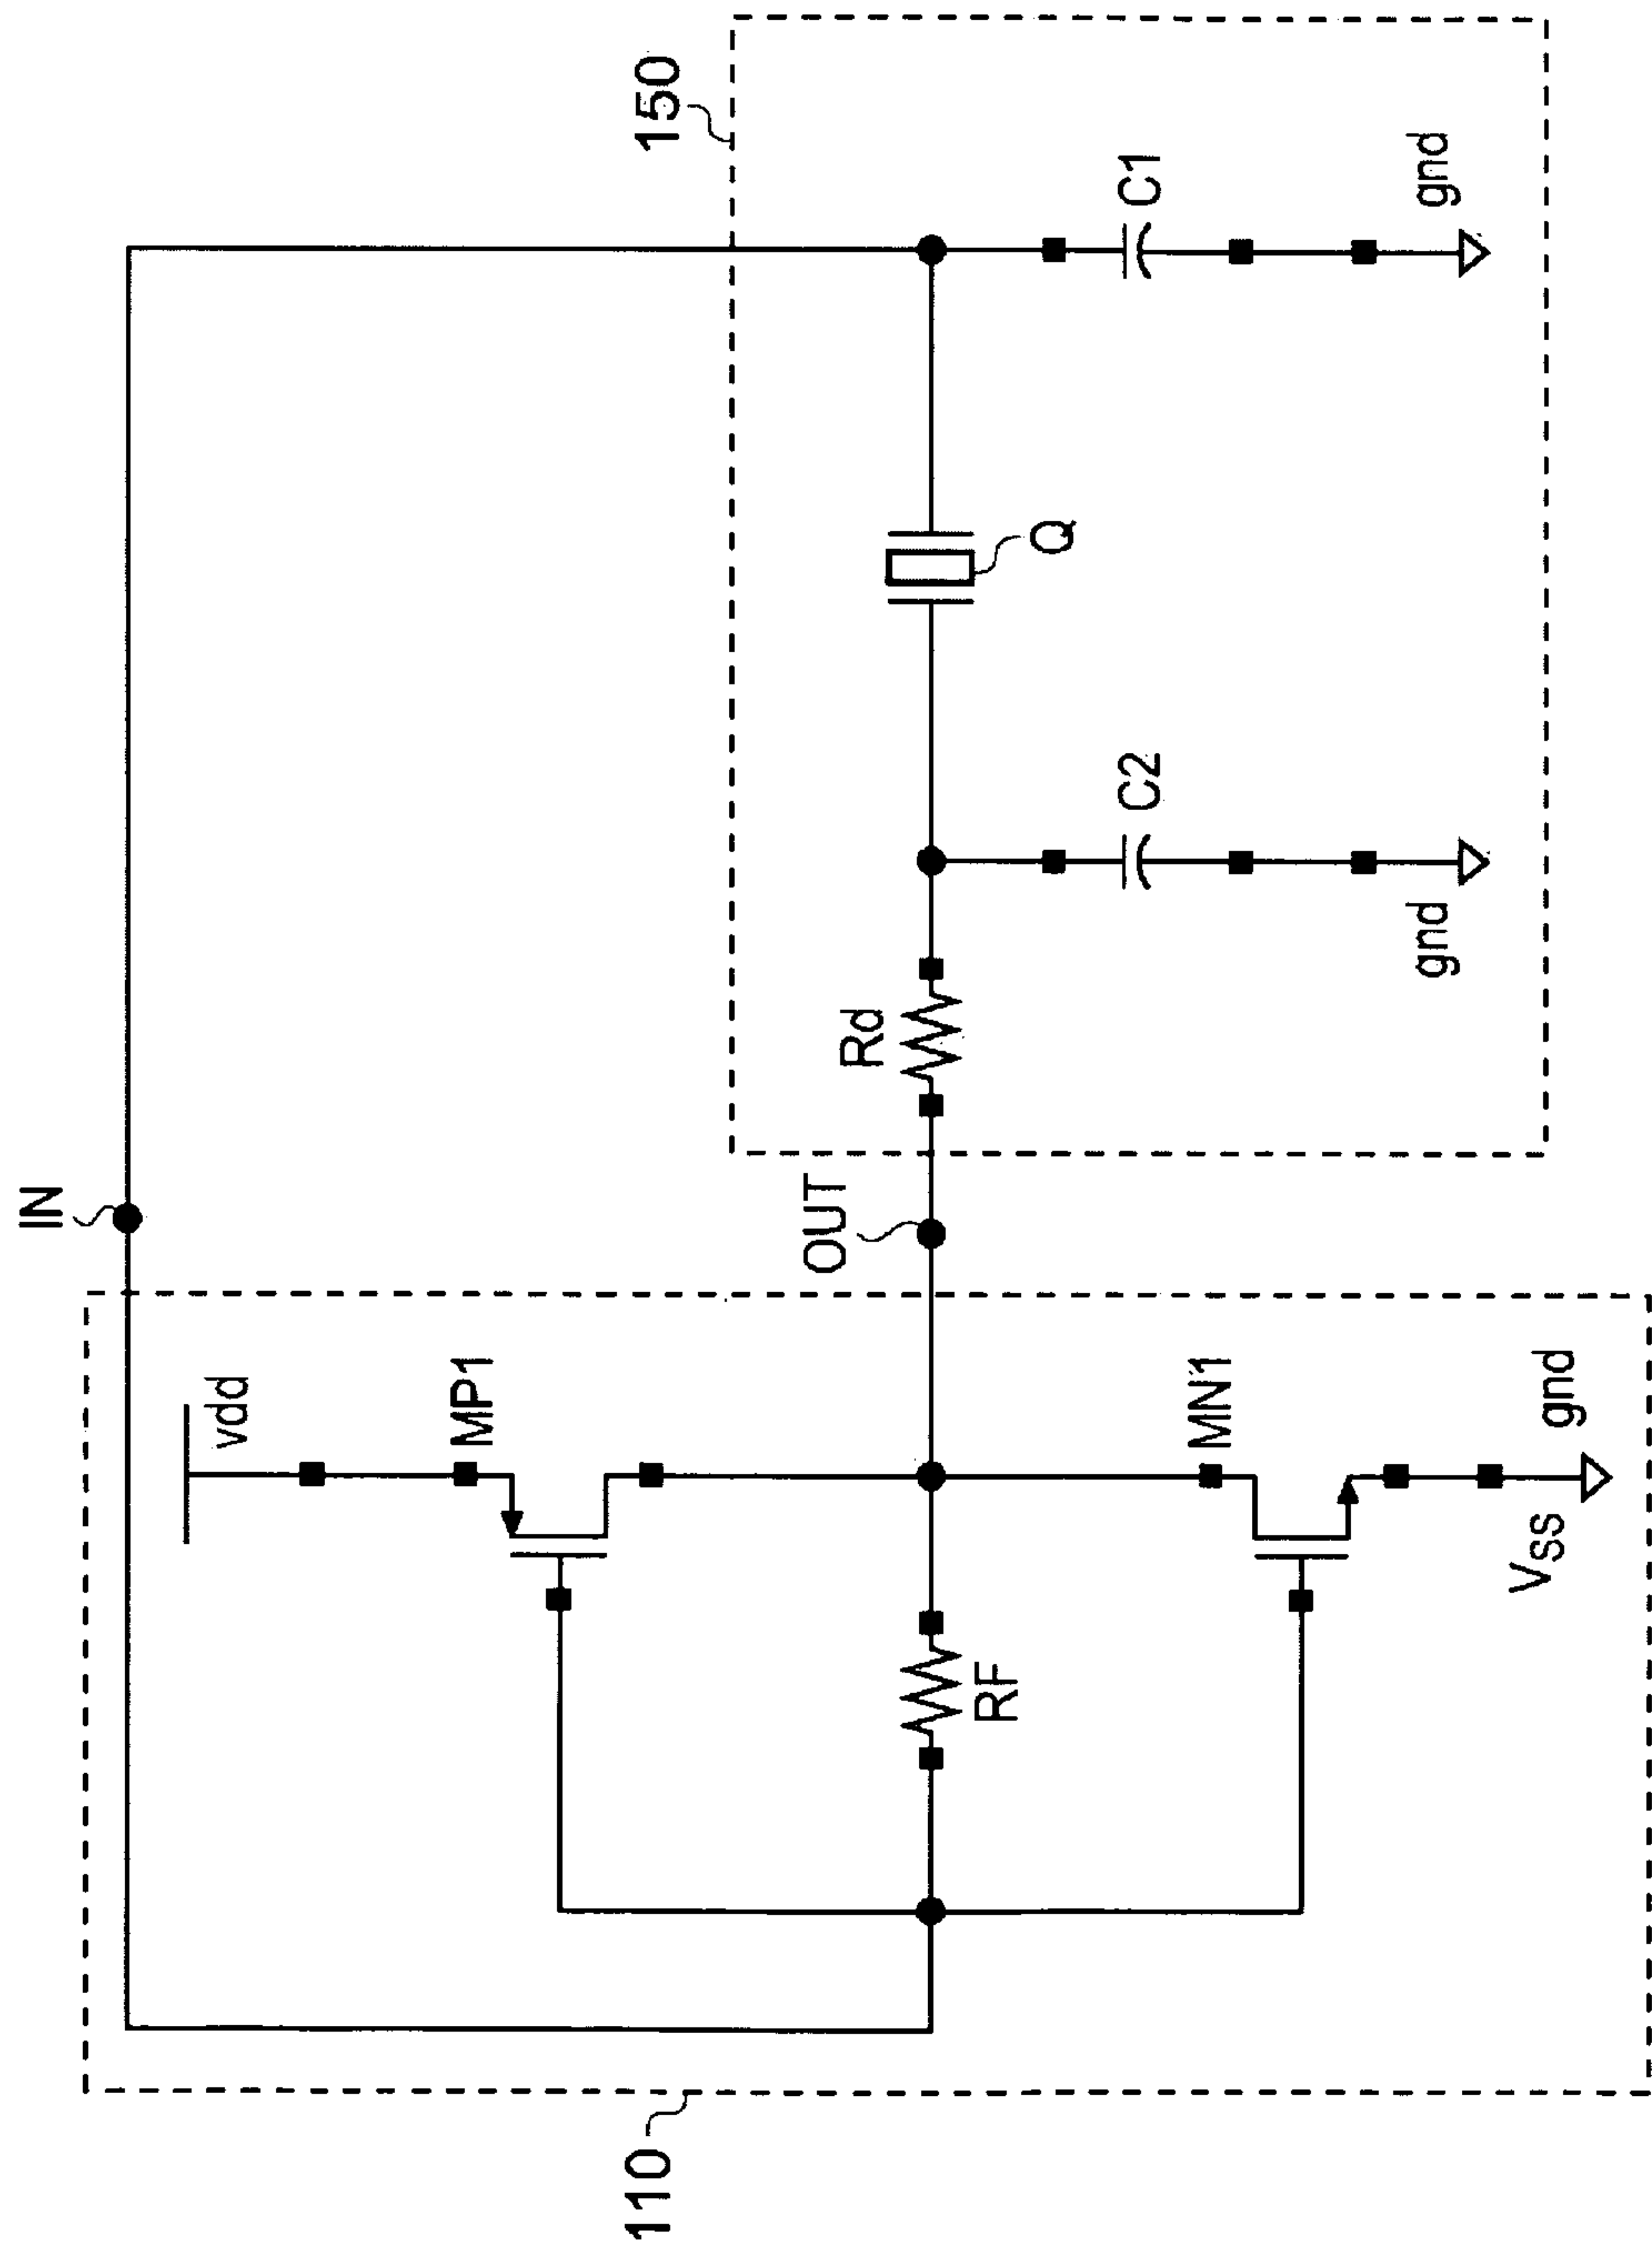 IN
150
vdd
MP1
OUT
Rd
Q
RF
C2
C1
MN1
gnd
gnd
VSS
gnd
110